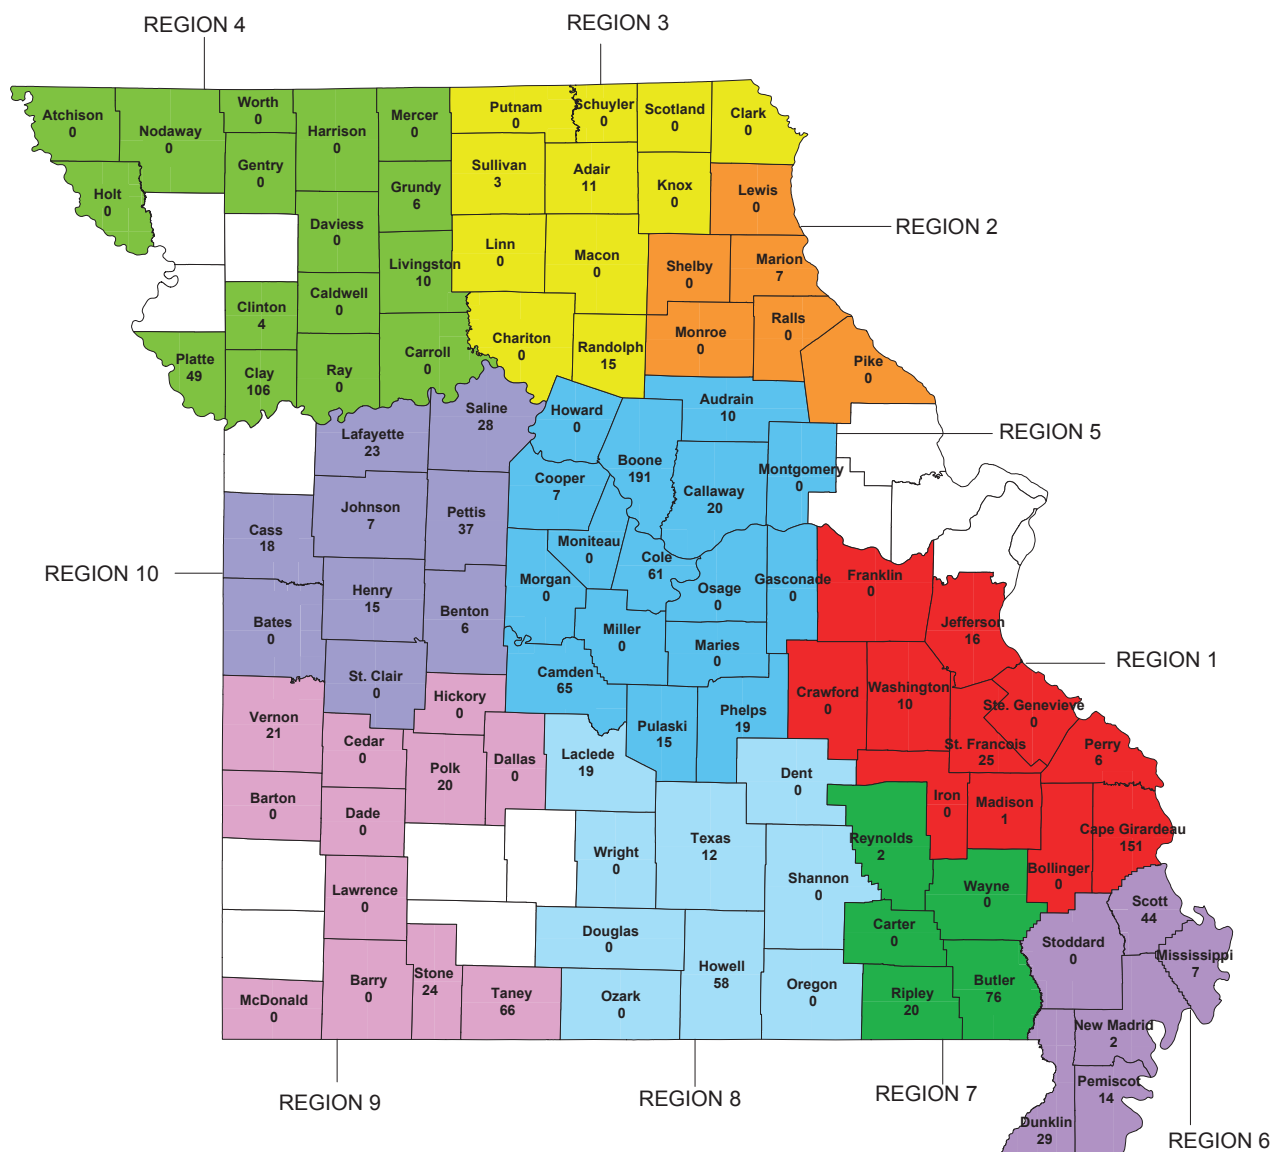 REGION 4
REGION 3
Atchison
0
Nodaway
0
Worth
0
Harrison
0
Mercer
0
Putnam
0
Schuyler
0
Scotland
0
Clark
0
Holt
0
Gentry
0
Grundy
6
Sullivan
3
Adair
11
Knox
0
Lewis
0
REGION 2
Daviess
0
Livingston
10
Linn
0
Macon
0
Shelby
0
Marion
7
Clinton
4
Caldwell
0
Chariton
0
Randolph
15
Monroe
0
Ralls
0
Pike
0
Platte
49
Clay
106
Ray
0
Carroll
0
Saline
28
Howard
0
Audrain
10
REGION 5
Lafayette
23
Boone
191
Cooper
7
Callaway
20
Montgomery
0
Cass
18
Johnson
7
Pettis
37
Moniteau
0
Cole
61
REGION 10
Henry
15
Benton
6
Morgan
0
Osage
0
Gasconade
0
Franklin
0
Bates
0
Miller
0
Maries
0
Jefferson
16
REGION 1
St. Clair
0
Hickory
0
Camden
65
Pulaski
15
Phelps
19
Crawford
0
Washington
10
Ste. Genevieve
0
St. Francois
25
Perry
6
Vernon
21
Cedar
0
Polk
20
Dallas
0
Laclede
19
Dent
0
Barton
0
Dade
0
Iron
0
Madison
1
Cape Girardeau
151
Bollinger
0
Wright
0
Texas
12
Reynolds
2
Shannon
0
Wayne
0
Lawrence
0
Scott
44
Douglas
0
Carter
0
Stoddard
0
Mississippi
7
Barry
0
Stone
24
Howell
58
Oregon
0
Butler
76
McDonald
0
Taney
66
Ozark
0
Ripley
20
New Madrid
2
Pemiscot
14
Dunklin
29
REGION 9
REGION 8
REGION 7
REGION 6